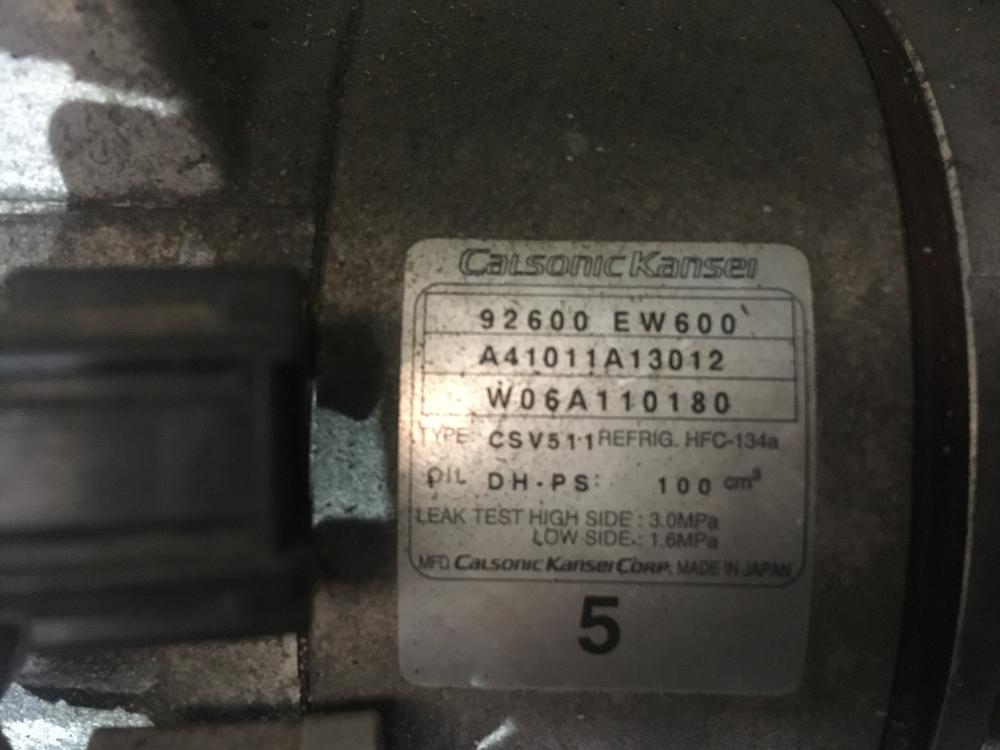 Calsonic Kansei
92600 EW600
A41011A13012
W06A110180
TYPE CSV511 REFRIG. HFC-134a
OIL DH-PS 100 cm³
LEAK TEST HIGH SIDE : 3.0MPa
LOW SIDE : 1.6MPa
MFD. Calsonic Kansei Corp. MADE IN JAPAN
5